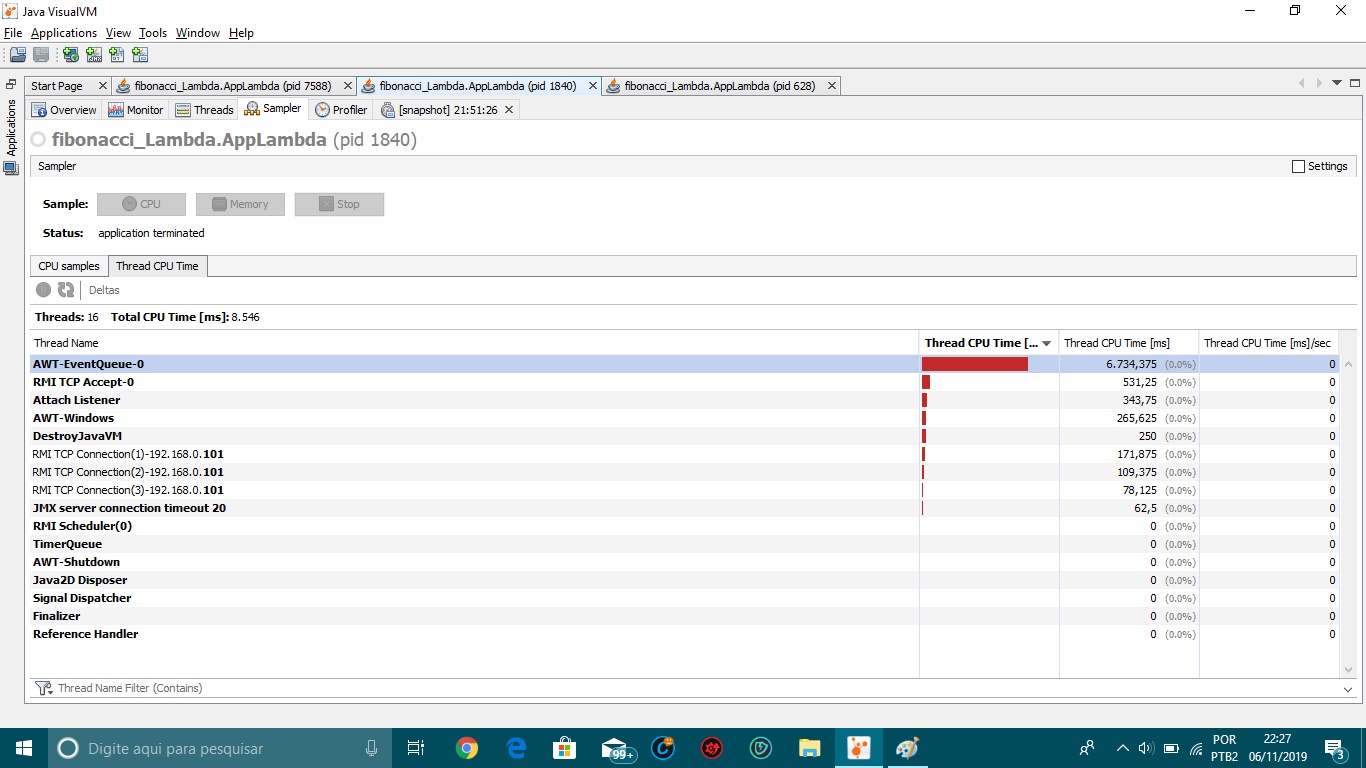 Java VisualVM
File Applications View Tools Window Help
Start Page fibonacci_Lambda.AppLambda (pid 7588) fibonacci_Lambda.AppLambda (pid 1840) fibonacci_Lambda.AppLambda (pid 628)
Applications
Overview Monitor Threads Sampler Profiler [snapshot] 21:51:26
fibonacci_Lambda.AppLambda (pid 1840)
Sampler Settings
Sample: CPU Memory Stop
Status: application terminated
CPU samples Thread CPU Time
Deltas
Threads: 16 Total CPU Time [ms]: 8.546
Thread Name Thread CPU Time [... Thread CPU Time [ms] Thread CPU Time [ms]/sec
AWT-EventQueue-0 6.734,375 (0.0%) 0
RMI TCP Accept-0 531,25 (0.0%) 0
Attach Listener 343,75 (0.0%) 0
AWT-Windows 265,625 (0.0%) 0
DestroyJavaVM 250 (0.0%) 0
RMI TCP Connection(1)-192.168.0.101 171,875 (0.0%) 0
RMI TCP Connection(2)-192.168.0.101 109,375 (0.0%) 0
RMI TCP Connection(3)-192.168.0.101 78,125 (0.0%) 0
JMX server connection timeout 20 62,5 (0.0%) 0
RMI Scheduler(0) 0 (0.0%) 0
TimerQueue 0 (0.0%) 0
AWT-Shutdown 0 (0.0%) 0
Java2D Disposer 0 (0.0%) 0
Signal Dispatcher 0 (0.0%) 0
Finalizer 0 (0.0%) 0
Reference Handler 0 (0.0%) 0
Thread Name Filter (Contains)
Digite aqui para pesquisar 99+ POR 22:27
PTB2 06/11/2019 3